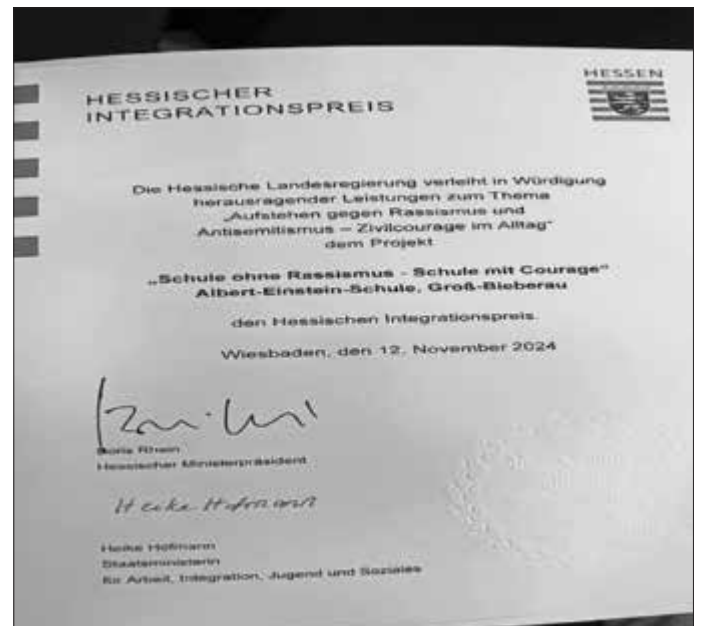 HESSISCHER
INTEGRATIONSPREIS
HESSEN
Die Hessische Landesregierung verleiht in Würdigung
herausragender Leistungen zum Thema
„Aufstehen gegen Rassismus und
Antisemitismus – Zivilcourage im Alltag“
dem Projekt
„Schule ohne Rassismus - Schule mit Courage“
Albert-Einstein-Schule, Groß-Bieberau
den Hessischen Integrationspreis.
Wiesbaden, den 12. November 2024
Boris Rhein
Hessischer Ministerpräsident
Heike Hofmann
Heike Hofmann
Staatsministerin
für Arbeit, Integration, Jugend und Soziales